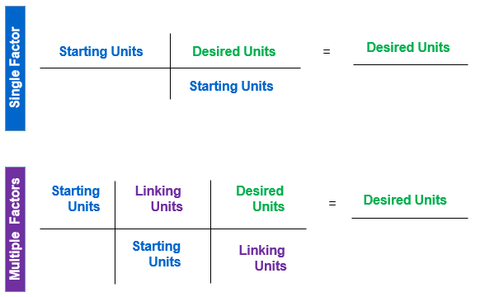 Single Factor
Starting Units
Desired Units
=
Desired Units
Starting Units
Multiple Factors
Starting
Units
Linking
Units
Desired
Units
=
Desired Units
Starting
Units
Linking
Units